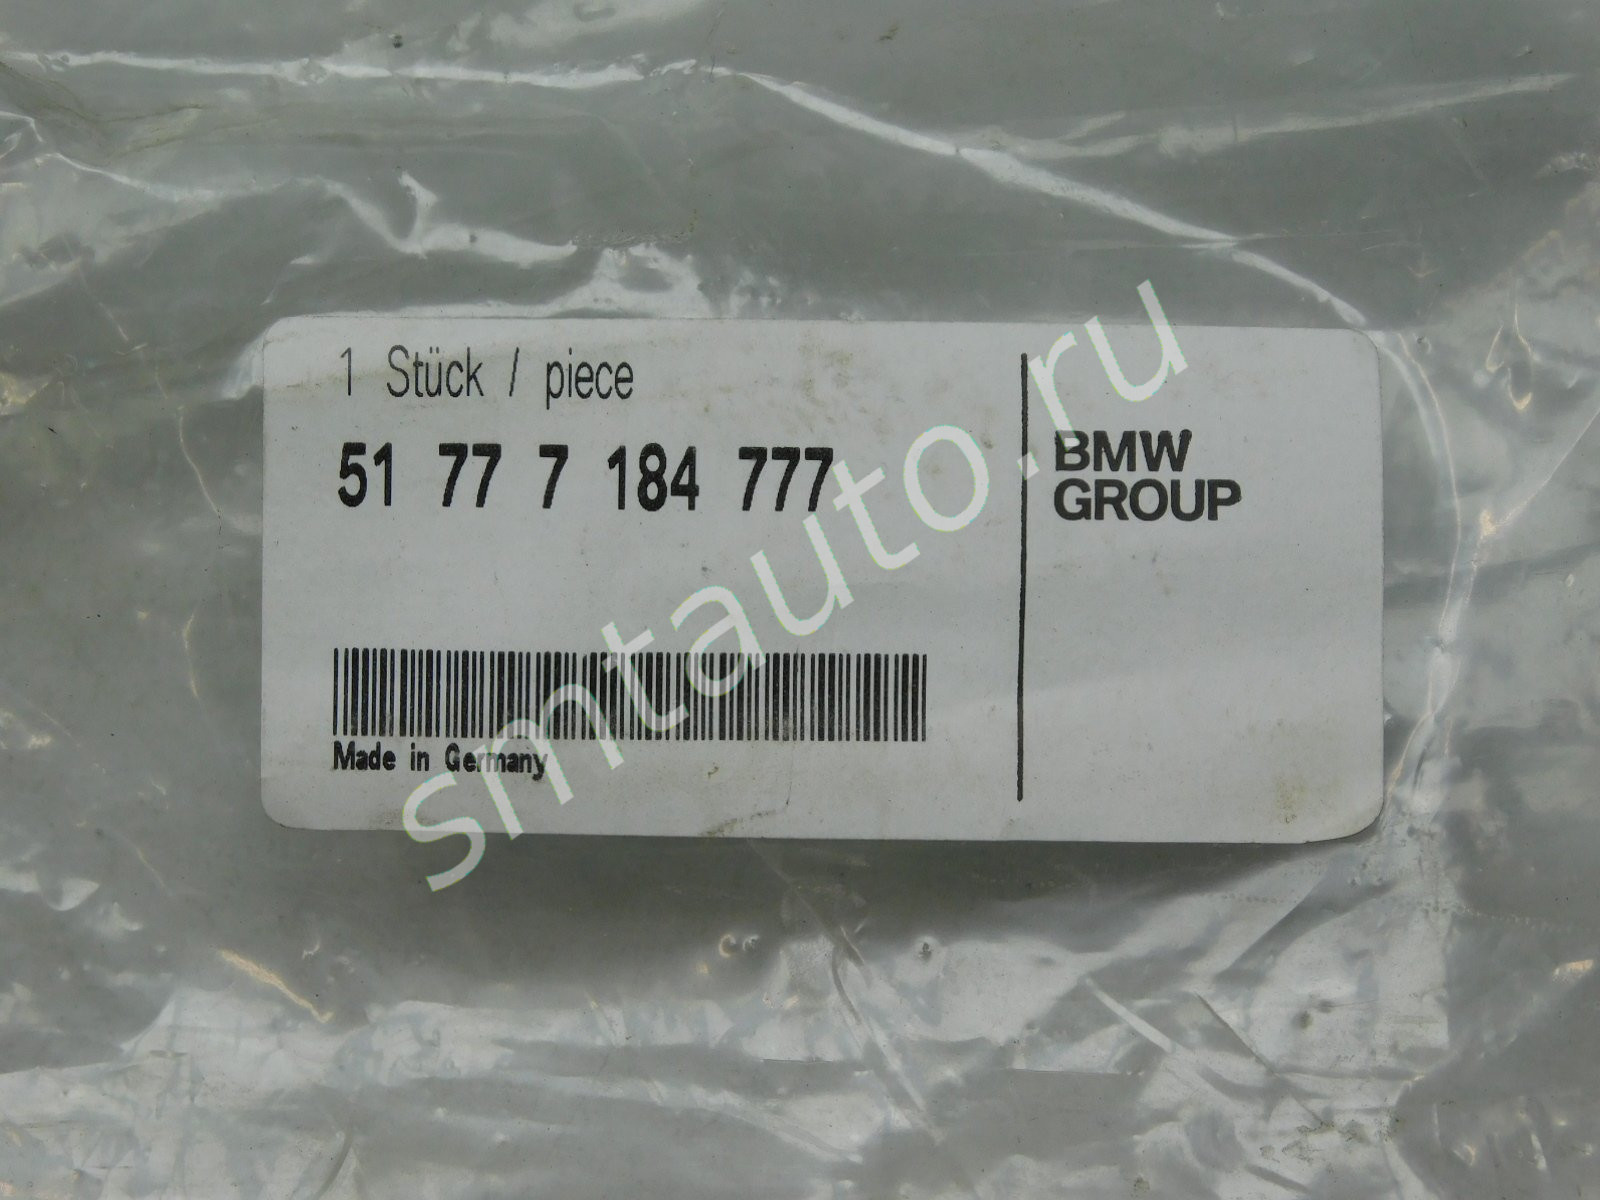 1 Stück / piece
51 77 7 184 777
BMW
GROUP
Made in Germany
smtauto.ru